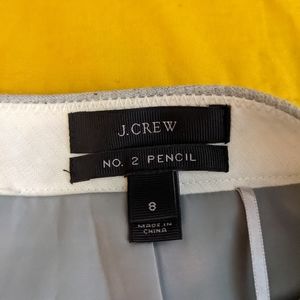 J.CREW
NO. 2 PENCIL
8
MADE IN
CHINA